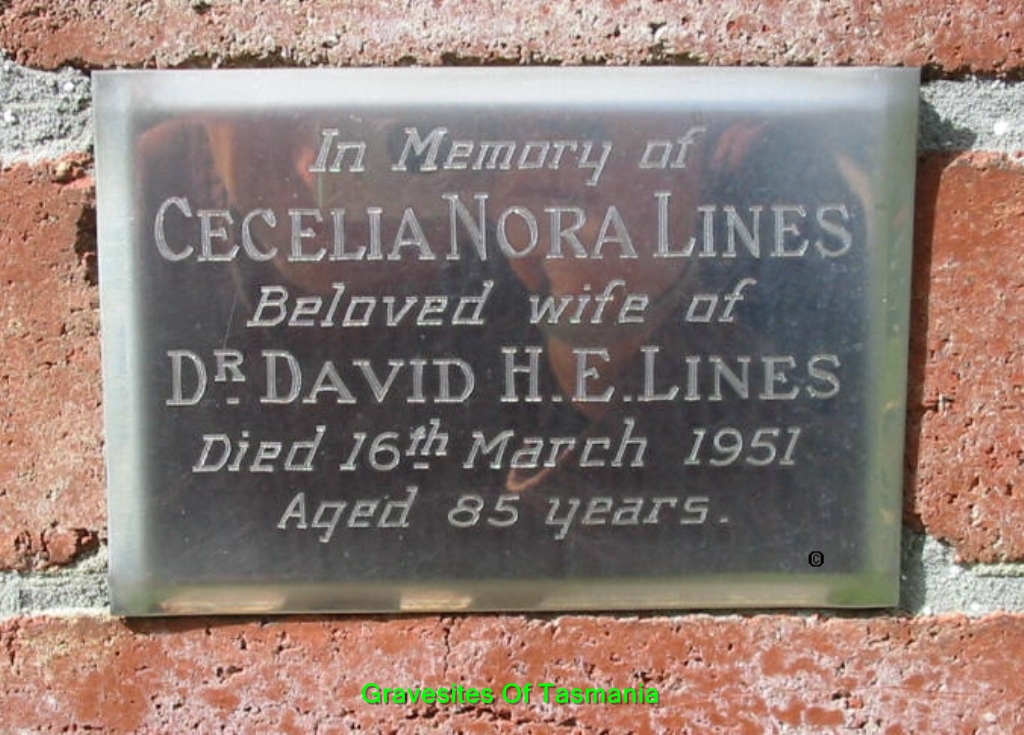 In Memory of
CECELIA NORA LINES
Beloved wife of
DR. DAVID H.E. LINES
Died 16th March 1951
Aged 85 years.
©
Gravesites Of Tasmania